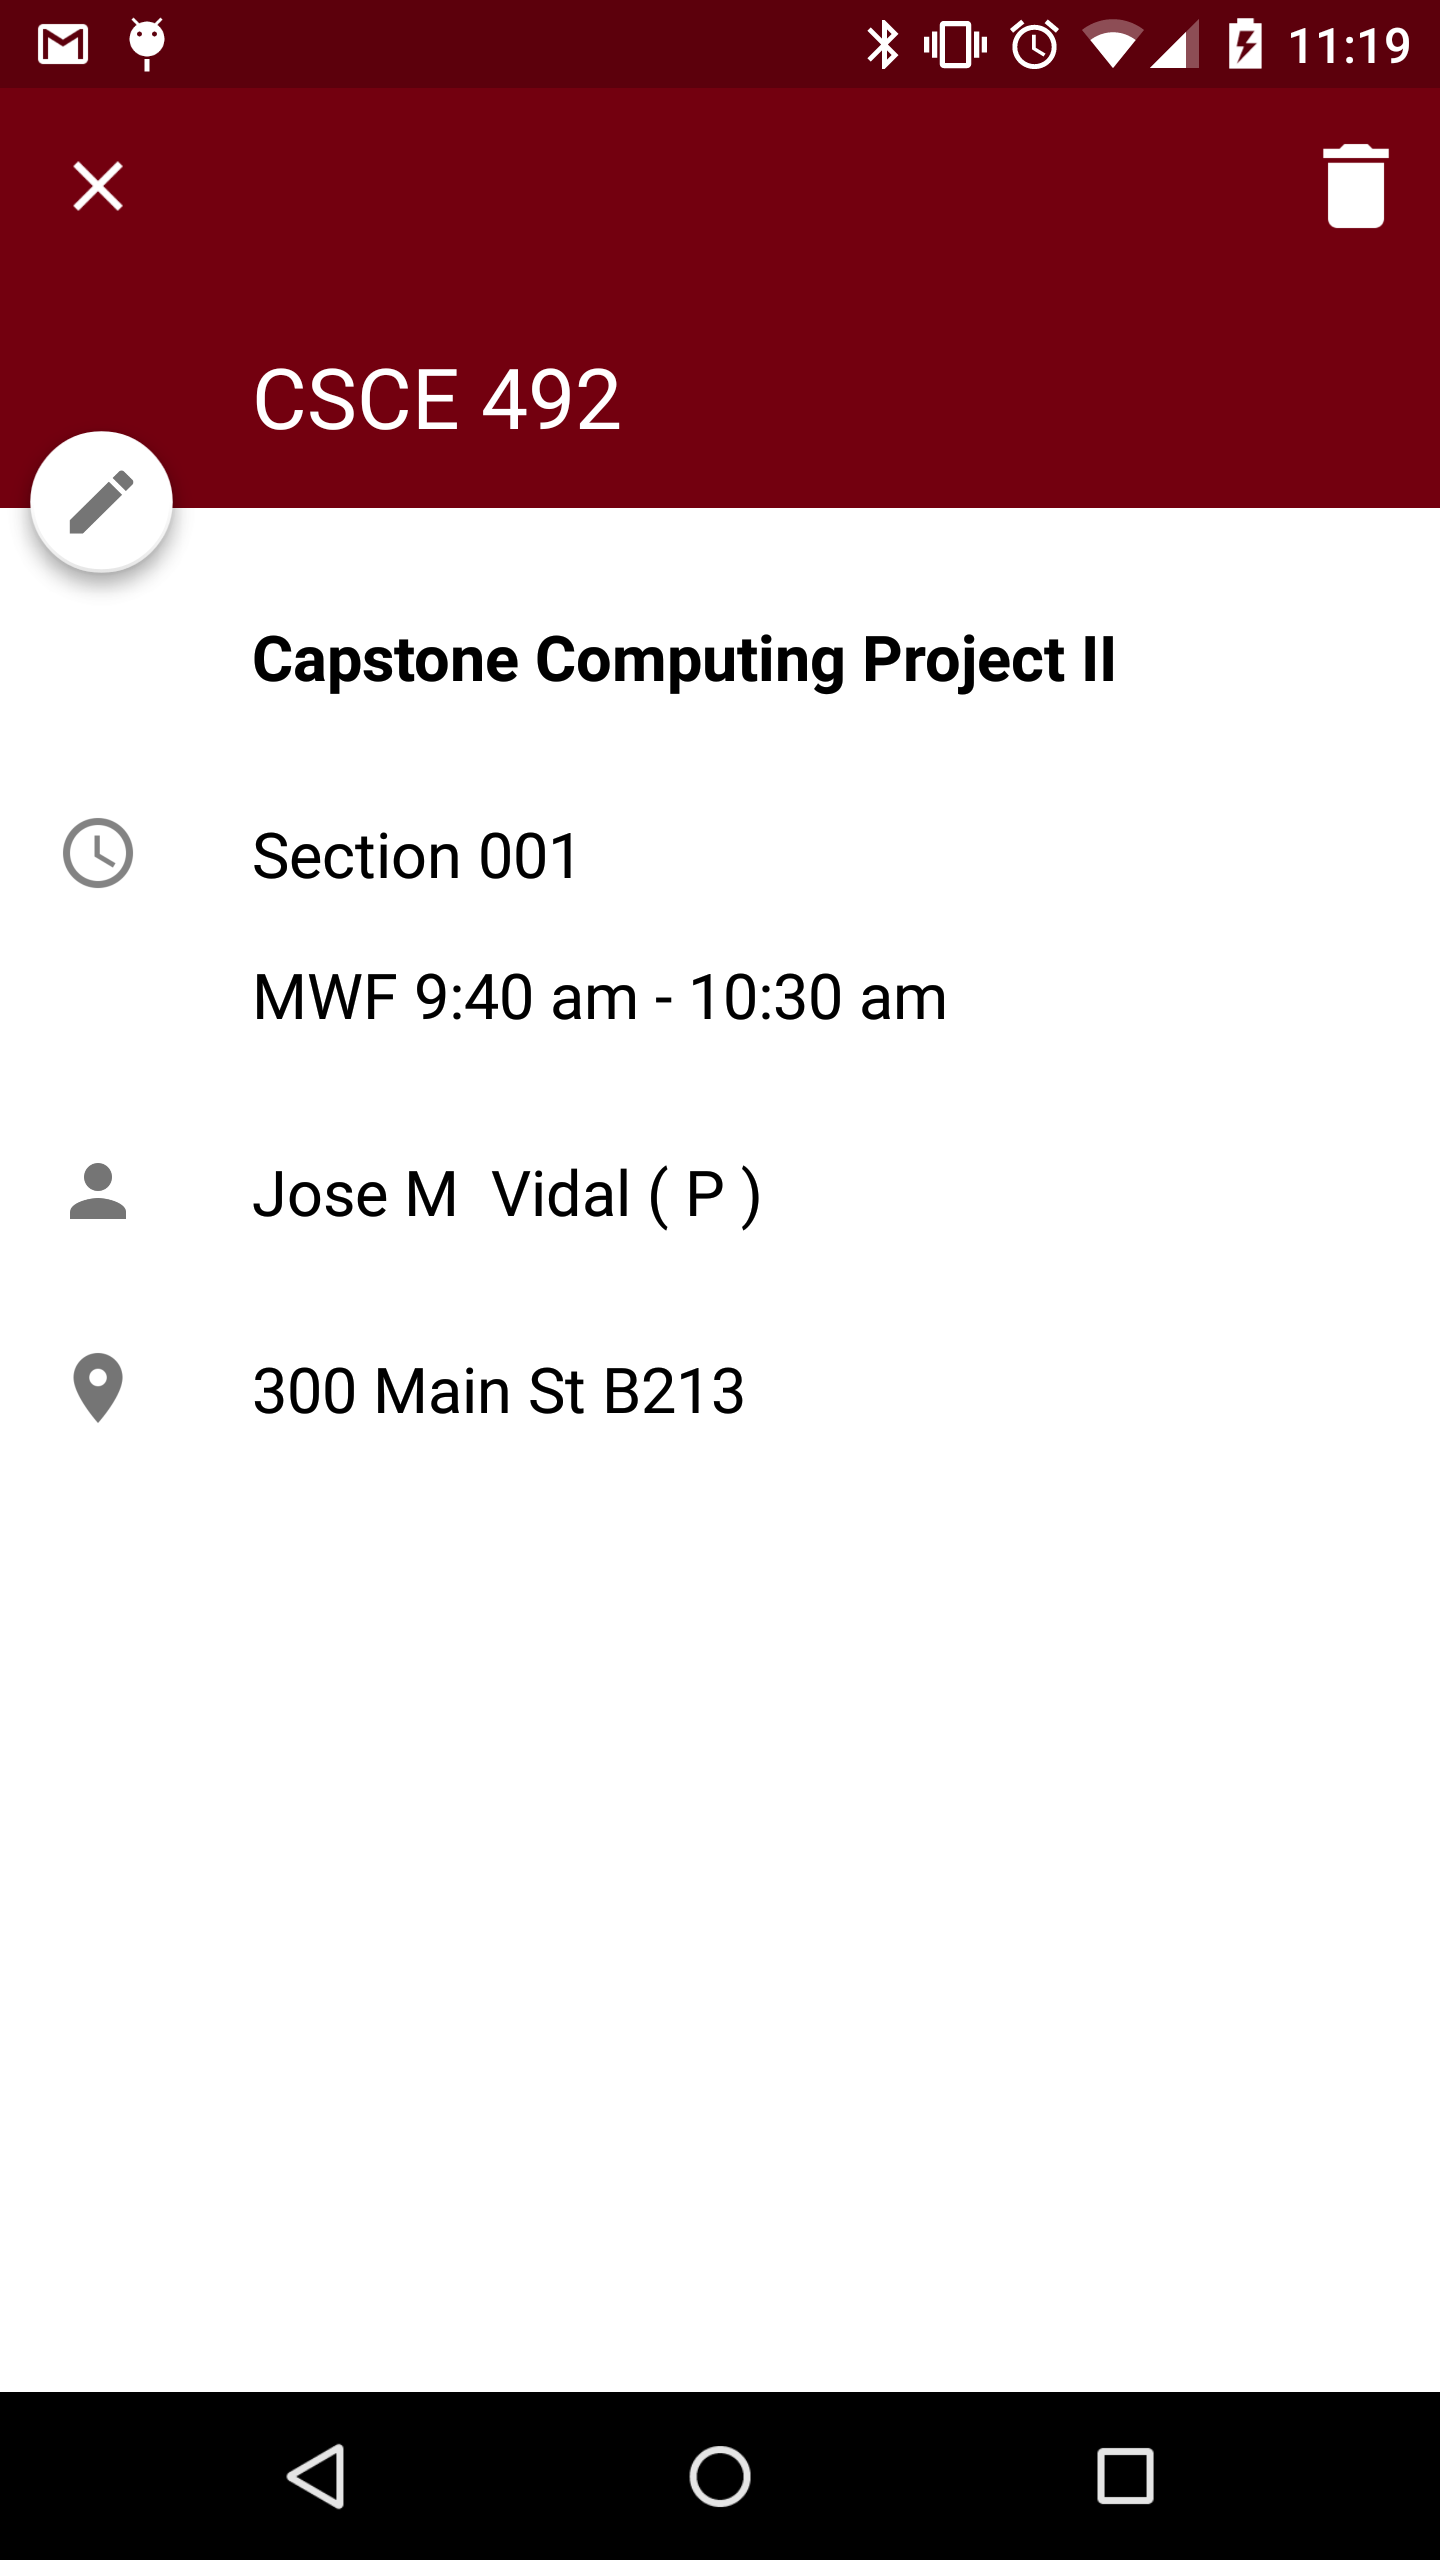 11:19
CSCE 492
Capstone Computing Project II
Section 001
MWF 9:40 am - 10:30 am
Jose M  Vidal ( P )
300 Main St B213